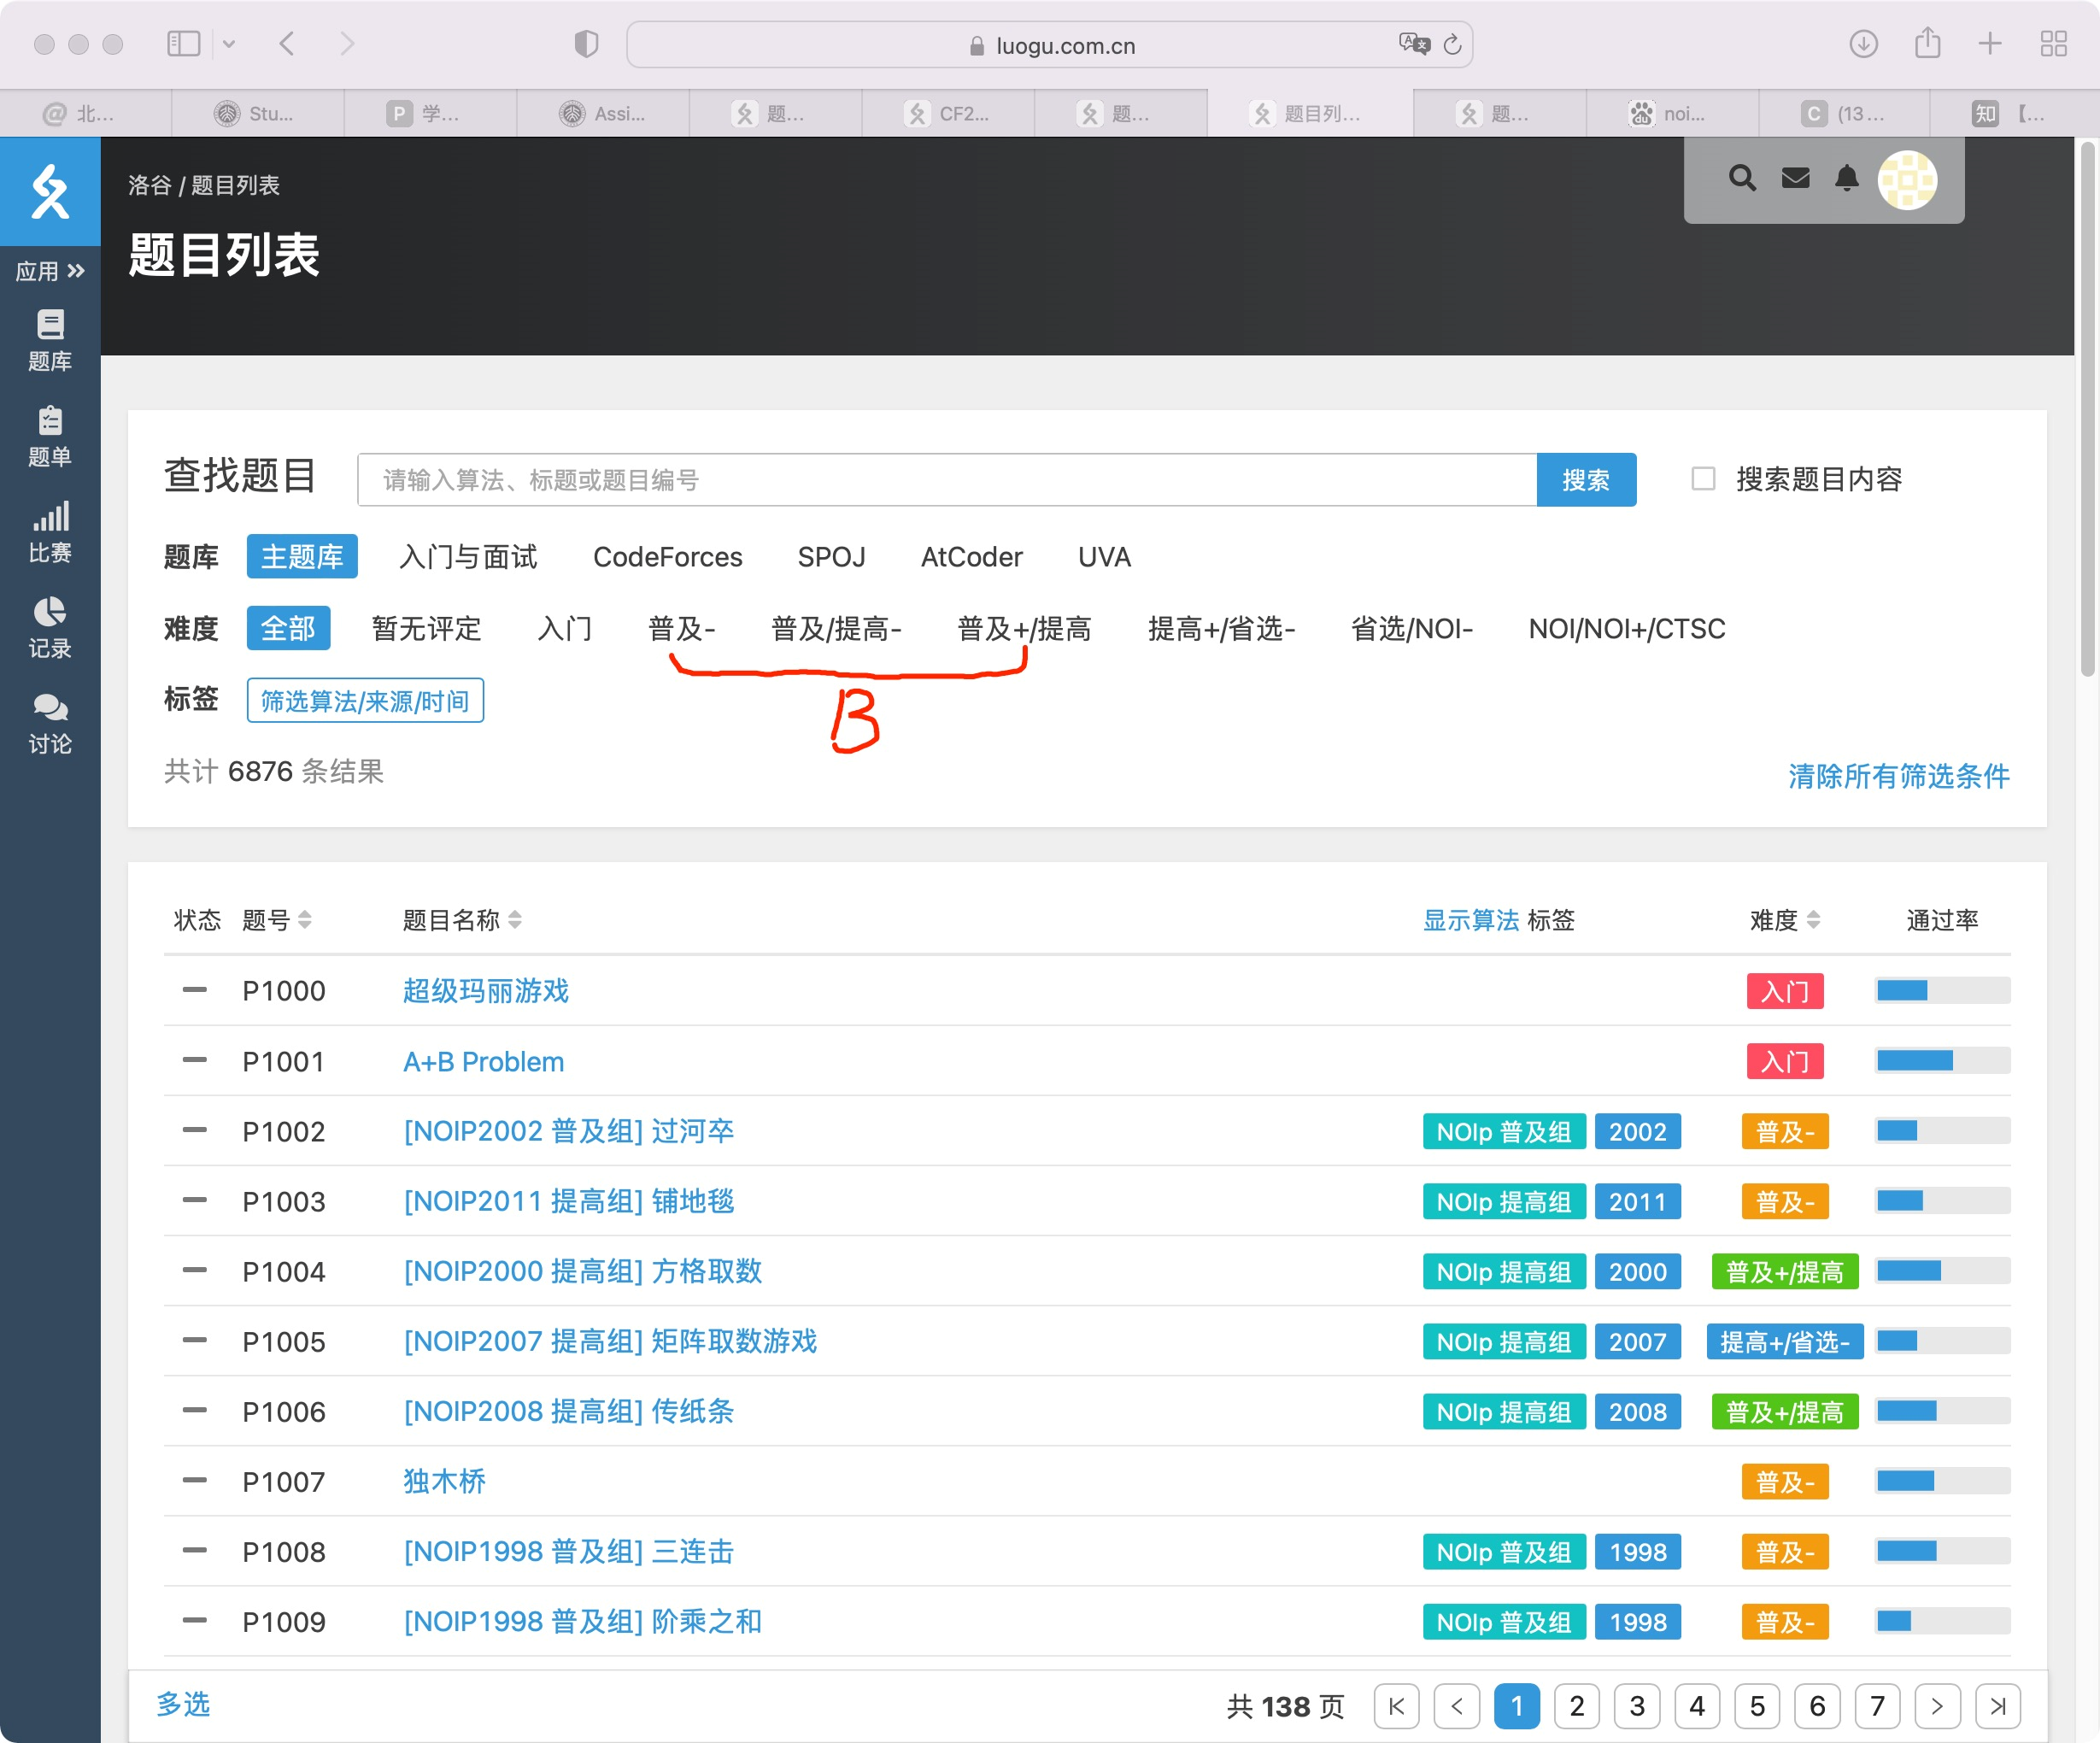 luogu.com.cn
北...
Stu...
P 学...
Assi...
题...
CF2...
题...
题目列...
题...
du noi...
C (13...
知 【...
洛谷 / 题目列表
题目列表
应用
题库
题单
比赛
记录
讨论
查找题目 请输入算法、标题或题目编号 搜索 搜索题目内容
题库 主题库 入门与面试 CodeForces SPOJ AtCoder UVA
难度 全部 暂无评定 入门 普及- 普及/提高- 普及+/提高 提高+/省选- 省选/NOI- NOI/NOI+/CTSC
B
标签 筛选算法/来源/时间
共计 6876 条结果 清除所有筛选条件
状态 题号 题目名称 显示算法 标签 难度 通过率
P1000 超级玛丽游戏 入门
P1001 A+B Problem 入门
P1002 [NOIP2002 普及组] 过河卒 NOIp 普及组 2002 普及-
P1003 [NOIP2011 提高组] 铺地毯 NOIp 提高组 2011 普及-
P1004 [NOIP2000 提高组] 方格取数 NOIp 提高组 2000 普及+/提高
P1005 [NOIP2007 提高组] 矩阵取数游戏 NOIp 提高组 2007 提高+/省选-
P1006 [NOIP2008 提高组] 传纸条 NOIp 提高组 2008 普及+/提高
P1007 独木桥 普及-
P1008 [NOIP1998 普及组] 三连击 NOIp 普及组 1998 普及-
P1009 [NOIP1998 普及组] 阶乘之和 NOIp 普及组 1998 普及-
多选 共 138 页 1 2 3 4 5 6 7